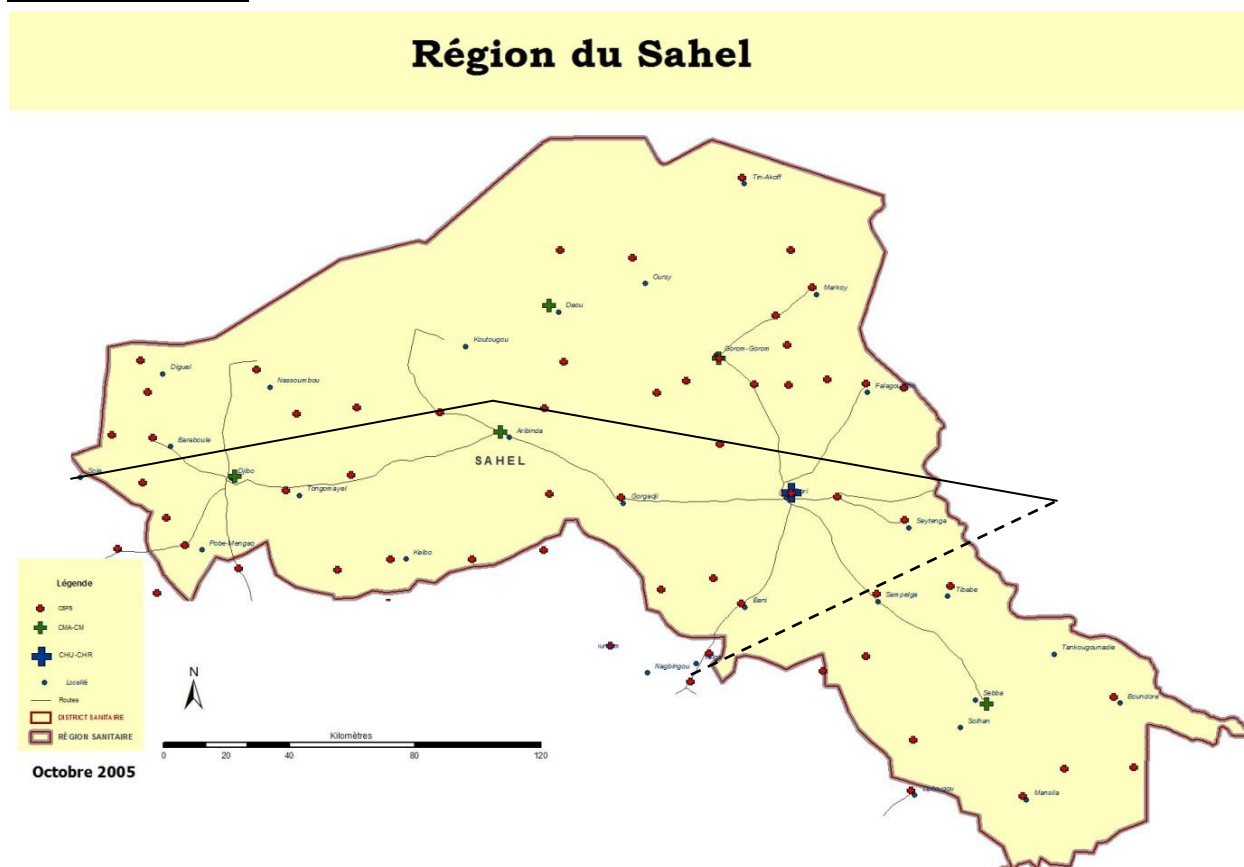 Région du Sahel
Tin-Akoff
Oursy
Markoy
Deou
Koutougou
Gorom-Gorom
Diguel
Nassoumbou
Baraboule
Aribinda
SAHEL
Djibo
Tongomayel
Gorgadji
Seytenga
Pobe-Mengao
Kelbo
Légende
CSPS
CMA-CM
CHU-CHR
Localité
Routes
DISTRICT SANITAIRE
RÉGION SANITAIRE
Bani
Sampelga
Titabe
Nagbingou
Tankougounadie
Sebba
Boundore
Solhan
Mansila
N
Kilomètres
0 20 40 80 120
Octobre 2005